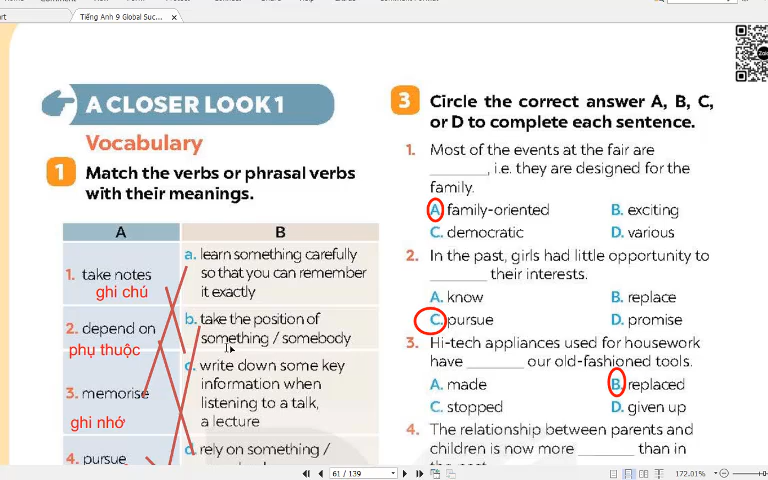 Tiếng Anh 9 Global Suc... ×
A CLOSER LOOK 1
Vocabulary
1 Match the verbs or phrasal verbs
with their meanings.
A B
1. take notes
ghi chú
2. depend on
phụ thuộc
3. memorise
ghi nhớ
4. pursue
a. learn something carefully
so that you can remember
it exactly
b. take the position of
something / somebody
c. write down some key
information when
listening to a talk,
a lecture
d. rely on something /
3 Circle the correct answer A, B, C,
or D to complete each sentence.
1. Most of the events at the fair are
________, i.e. they are designed for the
family.
A. family-oriented B. exciting
C. democratic D. various
2. In the past, girls had little opportunity to
________ their interests.
A. know B. replace
C. pursue D. promise
3. Hi-tech appliances used for housework
have ________ our old-fashioned tools.
A. made B. replaced
C. stopped D. given up
4. The relationship between parents and
children is now more ________ than in
61 / 139
172.01%